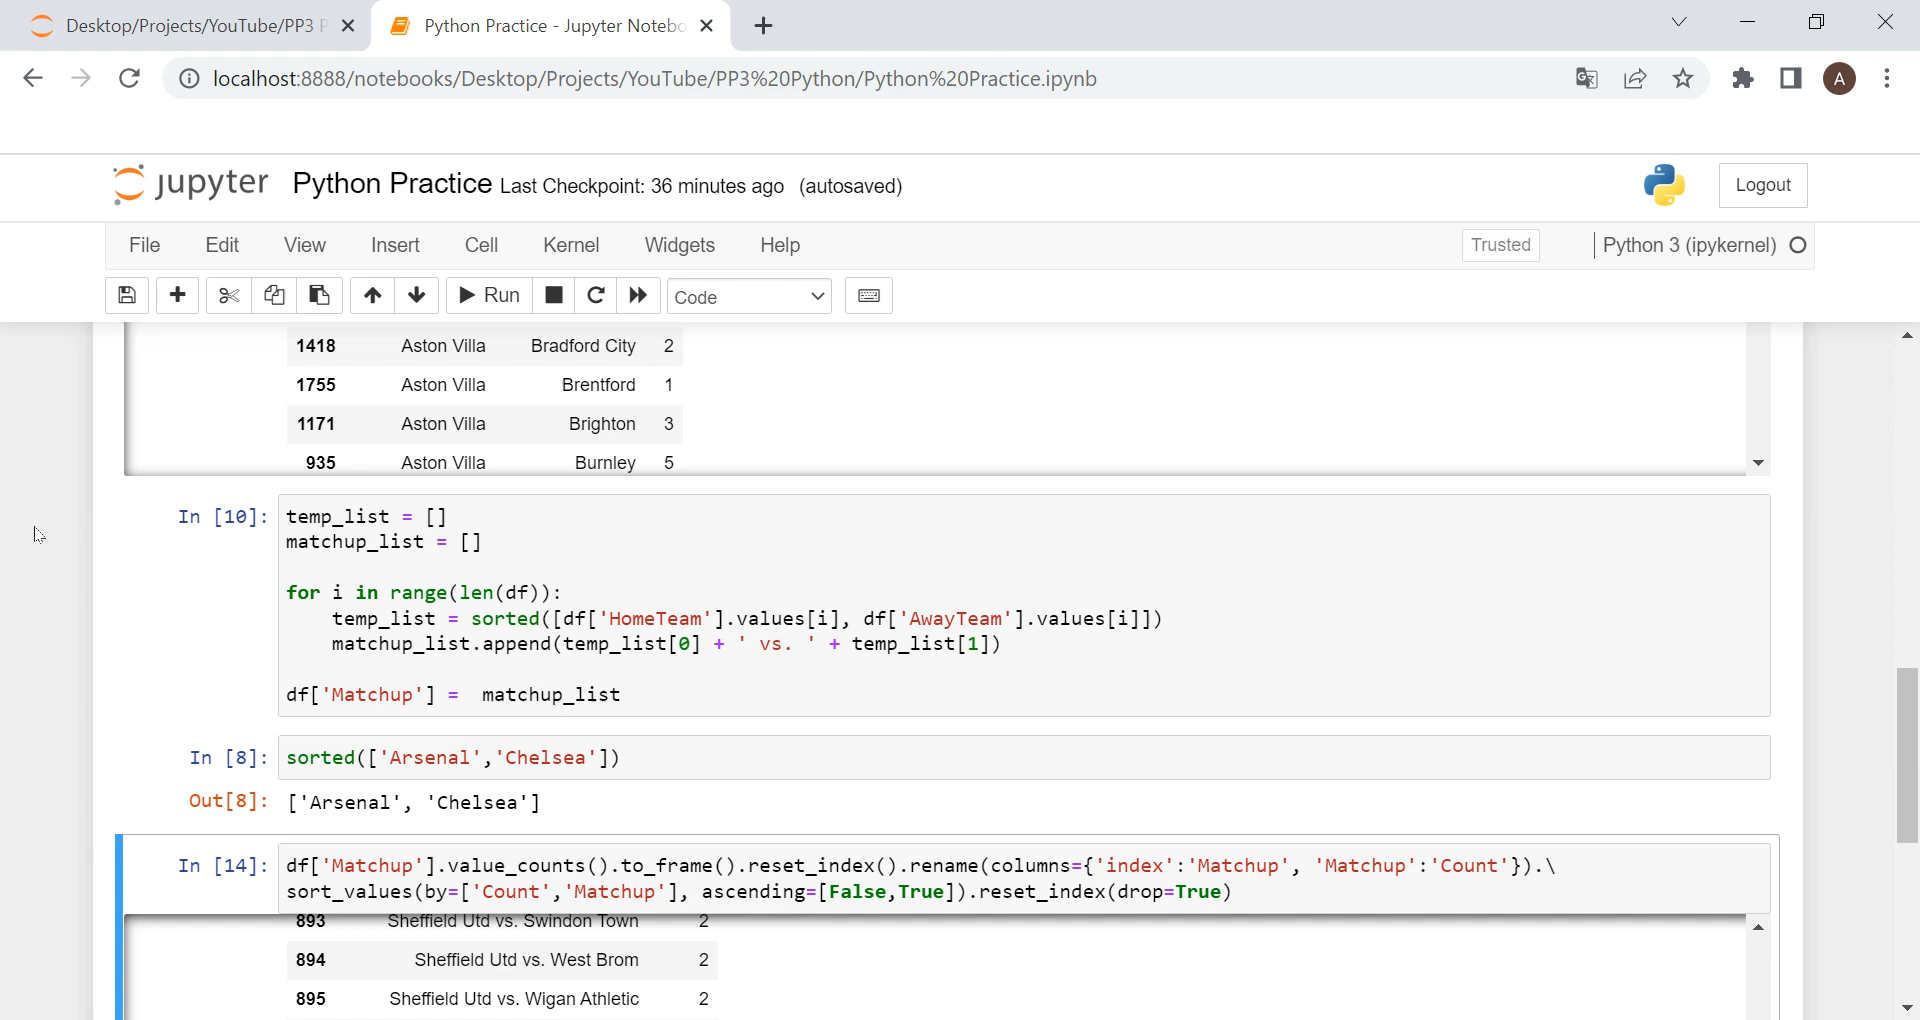 Desktop/Projects/YouTube/PP3 P
Python Practice - Jupyter Notebo
localhost:8888/notebooks/Desktop/Projects/YouTube/PP3%20Python/Python%20Practice.ipynb
A
jupyter Python Practice Last Checkpoint: 36 minutes ago (autosaved)
Logout
File Edit View Insert Cell Kernel Widgets Help
Trusted Python 3 (ipykernel)
Run Code
1418 Aston Villa Bradford City 2
1755 Aston Villa Brentford 1
1171 Aston Villa Brighton 3
935 Aston Villa Burnley 5
In [10]: temp_list = []
matchup_list = []
for i in range(len(df)):
temp_list = sorted([df['HomeTeam'].values[i], df['AwayTeam'].values[i]])
matchup_list.append(temp_list[0] + ' vs. ' + temp_list[1])
df['Matchup'] =  matchup_list
In [8]: sorted(['Arsenal','Chelsea'])
Out[8]: ['Arsenal', 'Chelsea']
In [14]: df['Matchup'].value_counts().to_frame().reset_index().rename(columns={'index':'Matchup', 'Matchup':'Count'}).\
sort_values(by=['Count','Matchup'], ascending=[False,True]).reset_index(drop=True)
893 Sheffield Utd vs. Swindon Town 2
894 Sheffield Utd vs. West Brom 2
895 Sheffield Utd vs. Wigan Athletic 2